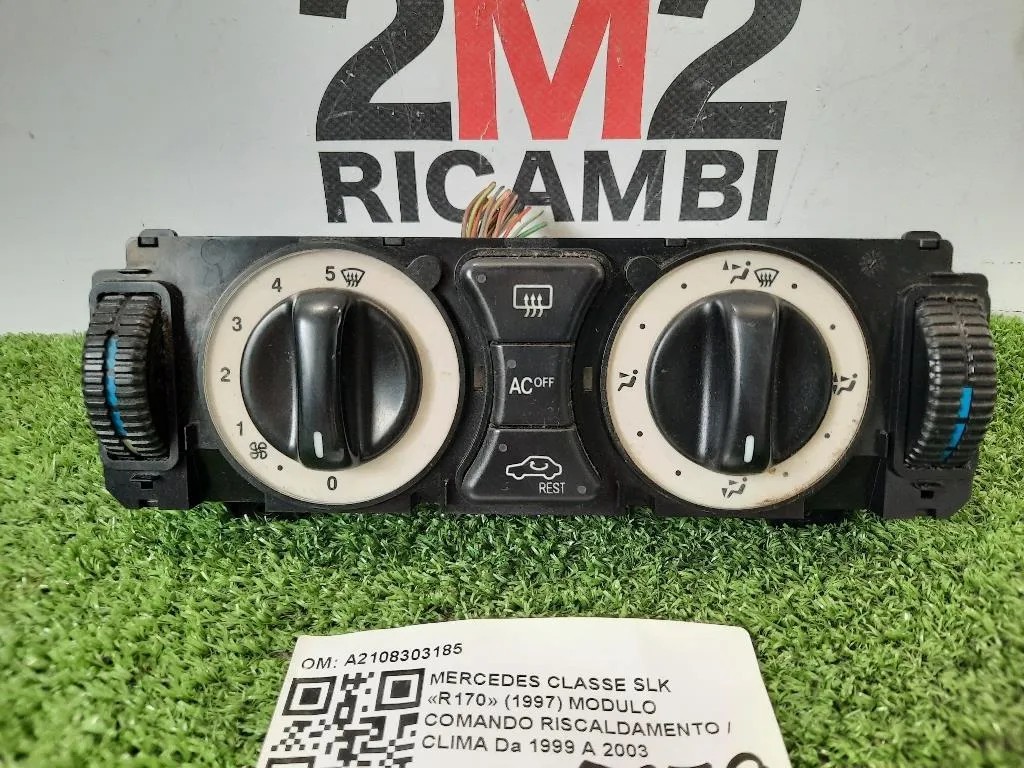 2M2
RICAMBI
5
4
3
2
1
0
AC OFF
REST
OM: A2108303185
MERCEDES CLASSE SLK
«R170» (1997) MODULO
COMANDO RISCALDAMENTO /
CLIMA Da 1999 A 2003